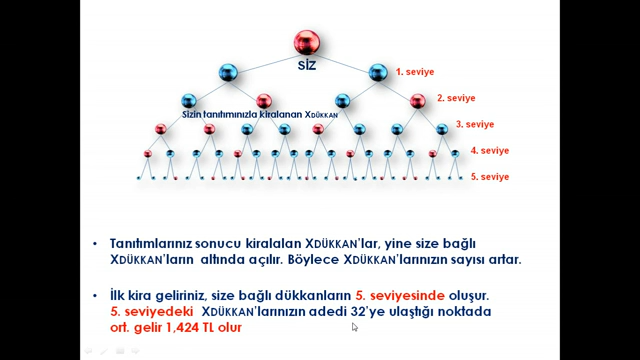 SİZ
1. seviye
2. seviye
Sizin tanıtımınızla kiralanan XDÜKKAN
3. seviye
4. seviye
5. seviye
• Tanıtımlarınız sonucu kiralalan XDÜKKAN'lar, yine size bağlı
XDÜKKAN'ların altında açılır. Böylece XDÜKKAN'larınızın sayısı artar.
• İlk kira geliriniz, size bağlı dükkanların 5. seviyesinde oluşur.
5. seviyedeki XDÜKKAN'larınızın adedi 32'ye ulaştığı noktada
ort. gelir 1,424 TL olur